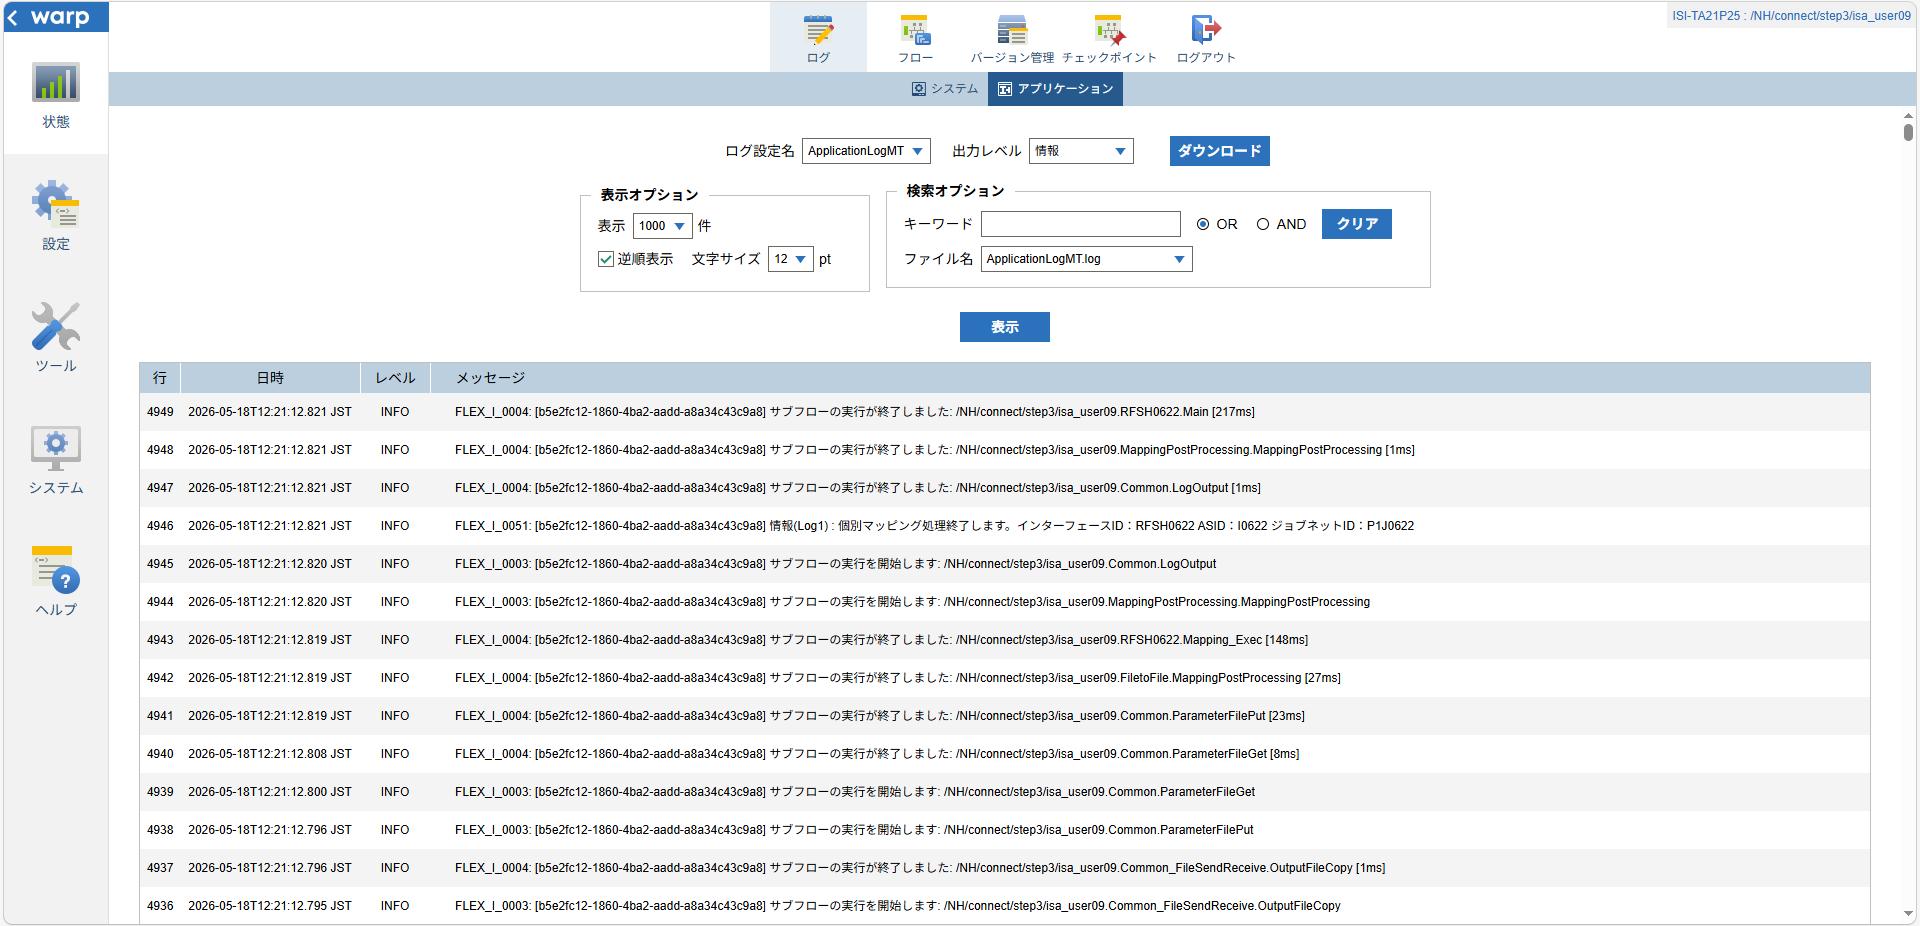 warp
ISI-TA21P25 : /NH/connect/step3/isa_user09
ログ
フロー
バージョン管理
チェックポイント
ログアウト
システム
アプリケーション
状態
設定
ツール
システム
ヘルプ
ログ設定名 ApplicationLogMT 出力レベル 情報 ダウンロード
表示オプション
表示 1000 件
逆順表示 文字サイズ 12 pt
検索オプション
キーワード OR AND クリア
ファイル名 ApplicationLogMT.log
表示
行 日時 レベル メッセージ
4949 2026-05-18T12:21:12.821 JST INFO FLEX_I_0004: [b5e2fc12-1860-4ba2-aadd-a8a34c43c9a8] サブフローの実行が終了しました: /NH/connect/step3/isa_user09.RFSH0622.Main [217ms]
4948 2026-05-18T12:21:12.821 JST INFO FLEX_I_0004: [b5e2fc12-1860-4ba2-aadd-a8a34c43c9a8] サブフローの実行が終了しました: /NH/connect/step3/isa_user09.MappingPostProcessing.MappingPostProcessing [1ms]
4947 2026-05-18T12:21:12.821 JST INFO FLEX_I_0004: [b5e2fc12-1860-4ba2-aadd-a8a34c43c9a8] サブフローの実行が終了しました: /NH/connect/step3/isa_user09.Common.LogOutput [1ms]
4946 2026-05-18T12:21:12.821 JST INFO FLEX_I_0051: [b5e2fc12-1860-4ba2-aadd-a8a34c43c9a8] 情報(Log1) : 個別マッピング処理終了します。インターフェースID：RFSH0622 ASID：I0622 ジョブネットID：P1J0622
4945 2026-05-18T12:21:12.820 JST INFO FLEX_I_0003: [b5e2fc12-1860-4ba2-aadd-a8a34c43c9a8] サブフローの実行を開始します: /NH/connect/step3/isa_user09.Common.LogOutput
4944 2026-05-18T12:21:12.820 JST INFO FLEX_I_0003: [b5e2fc12-1860-4ba2-aadd-a8a34c43c9a8] サブフローの実行を開始します: /NH/connect/step3/isa_user09.MappingPostProcessing.MappingPostProcessing
4943 2026-05-18T12:21:12.819 JST INFO FLEX_I_0004: [b5e2fc12-1860-4ba2-aadd-a8a34c43c9a8] サブフローの実行が終了しました: /NH/connect/step3/isa_user09.RFSH0622.Mapping_Exec [148ms]
4942 2026-05-18T12:21:12.819 JST INFO FLEX_I_0004: [b5e2fc12-1860-4ba2-aadd-a8a34c43c9a8] サブフローの実行が終了しました: /NH/connect/step3/isa_user09.FiletoFile.MappingPostProcessing [27ms]
4941 2026-05-18T12:21:12.819 JST INFO FLEX_I_0004: [b5e2fc12-1860-4ba2-aadd-a8a34c43c9a8] サブフローの実行が終了しました: /NH/connect/step3/isa_user09.Common.ParameterFilePut [23ms]
4940 2026-05-18T12:21:12.808 JST INFO FLEX_I_0004: [b5e2fc12-1860-4ba2-aadd-a8a34c43c9a8] サブフローの実行が終了しました: /NH/connect/step3/isa_user09.Common.ParameterFileGet [8ms]
4939 2026-05-18T12:21:12.800 JST INFO FLEX_I_0003: [b5e2fc12-1860-4ba2-aadd-a8a34c43c9a8] サブフローの実行を開始します: /NH/connect/step3/isa_user09.Common.ParameterFileGet
4938 2026-05-18T12:21:12.796 JST INFO FLEX_I_0003: [b5e2fc12-1860-4ba2-aadd-a8a34c43c9a8] サブフローの実行を開始します: /NH/connect/step3/isa_user09.Common.ParameterFilePut
4937 2026-05-18T12:21:12.796 JST INFO FLEX_I_0004: [b5e2fc12-1860-4ba2-aadd-a8a34c43c9a8] サブフローの実行が終了しました: /NH/connect/step3/isa_user09.Common_FileSendReceive.OutputFileCopy [1ms]
4936 2026-05-18T12:21:12.795 JST INFO FLEX_I_0003: [b5e2fc12-1860-4ba2-aadd-a8a34c43c9a8] サブフローの実行を開始します: /NH/connect/step3/isa_user09.Common_FileSendReceive.OutputFileCopy